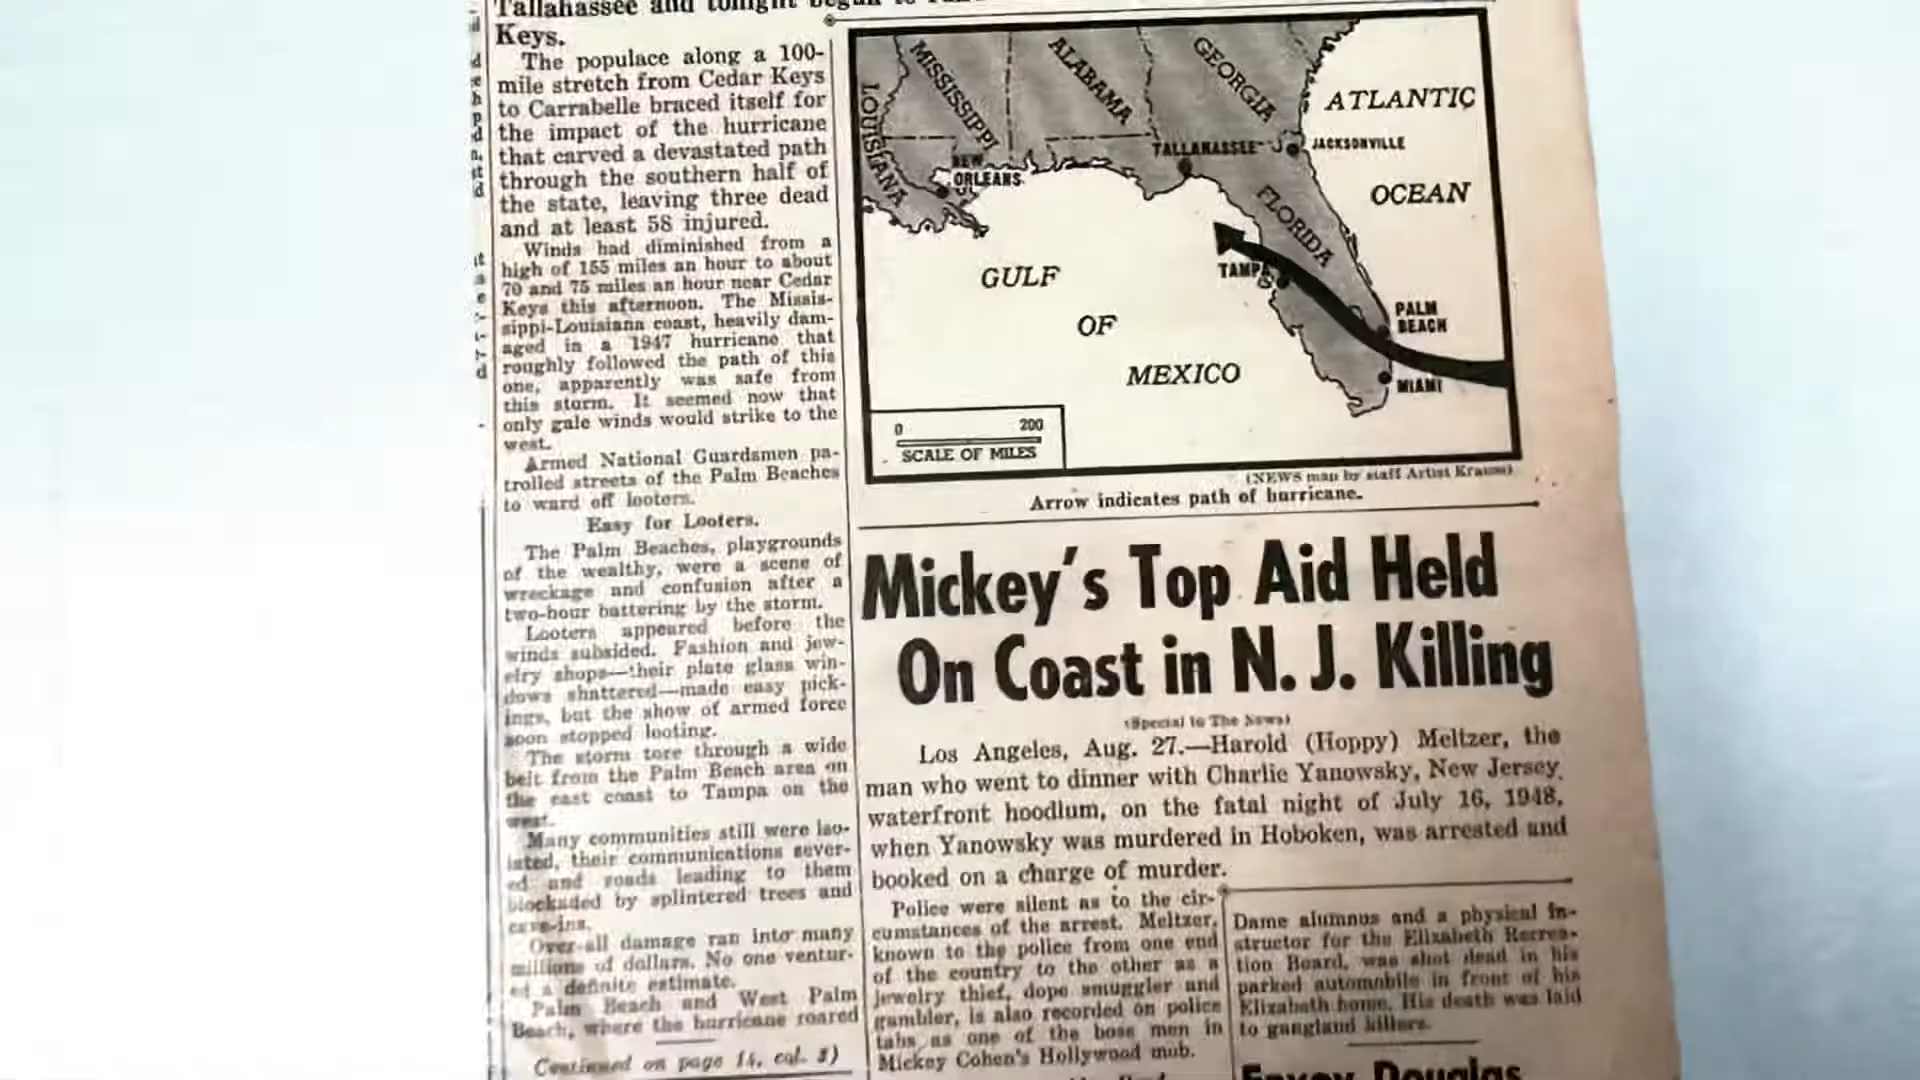 Tallahassee and tonight began to
Keys.
The populace along a 100-
mile stretch from Cedar Keys
to Carrabelle braced itself for
the impact of the hurricane
that carved a devastated path
through the southern half of
the state, leaving three dead
and at least 58 injured.
Winds had diminished from a
high of 155 miles an hour to about
70 and 75 miles an hour near Cedar
Keys this afternoon. The Missis-
sippi-Louisiana coast, heavily dam-
aged in a 1947 hurricane that
roughly followed the path of this
one, apparently was safe from
this storm. It seemed now that
only gale winds would strike to the
west.
Armed National Guardsmen pa-
trolled streets of the Palm Beaches
to ward off looters.
Easy for Looters.
The Palm Beaches, playgrounds
of the wealthy, were a scene of
wreckage and confusion after a
two-hour battering by the storm.
Looters appeared before the
winds subsided. Fashion and jew-
elry shops—their plate glass win-
dows shattered—made easy pick-
ings, but the show of armed force
soon stopped looting.
The storm tore through a wide
belt from the Palm Beach area on
the east coast to Tampa on the
west.
Many communities still were iso-
lated, their communications sever-
ed and roads leading to them
blockaded by splintered trees and
cave-ins.
Over-all damage ran into many
millions of dollars. No one ventur-
ed a definite estimate.
Palm Beach and West Palm
Beach, where the hurricane roared
(Continued on page 14, col. 3)
LOUISIANA
MISSISSIPPI
ALABAMA
GEORGIA
ATLANTIC
OCEAN
TALLAHASSEE
JACKSONVILLE
NEW
ORLEANS
FLORIDA
GULF
OF
MEXICO
TAMPA
PALM
BEACH
MIAMI
0 200
SCALE OF MILES
(NEWS map by staff Artist Krauss)
Arrow indicates path of hurricane.
Mickey's Top Aid Held
On Coast in N. J. Killing
(Special to The News)
Los Angeles, Aug. 27.—Harold (Hoppy) Meltzer, the
man who went to dinner with Charlie Yanowsky, New Jersey
waterfront hoodlum, on the fatal night of July 16, 1948,
when Yanowsky was murdered in Hoboken, was arrested and
booked on a charge of murder.
Police were silent as to the cir-
cumstances of the arrest. Meltzer,
known to the police from one end
of the country to the other as a
jewelry thief, dope smuggler and
gambler, is also recorded on police
tabs as one of the boss men in
Mickey Cohen's Hollywood mob.
Dame alumnus and a physical in-
structor for the Elizabeth Recrea-
tion Board, was shot dead in his
parked automobile in front of his
Elizabeth home. His death was laid
to gangland killers.
Envoy Douglas